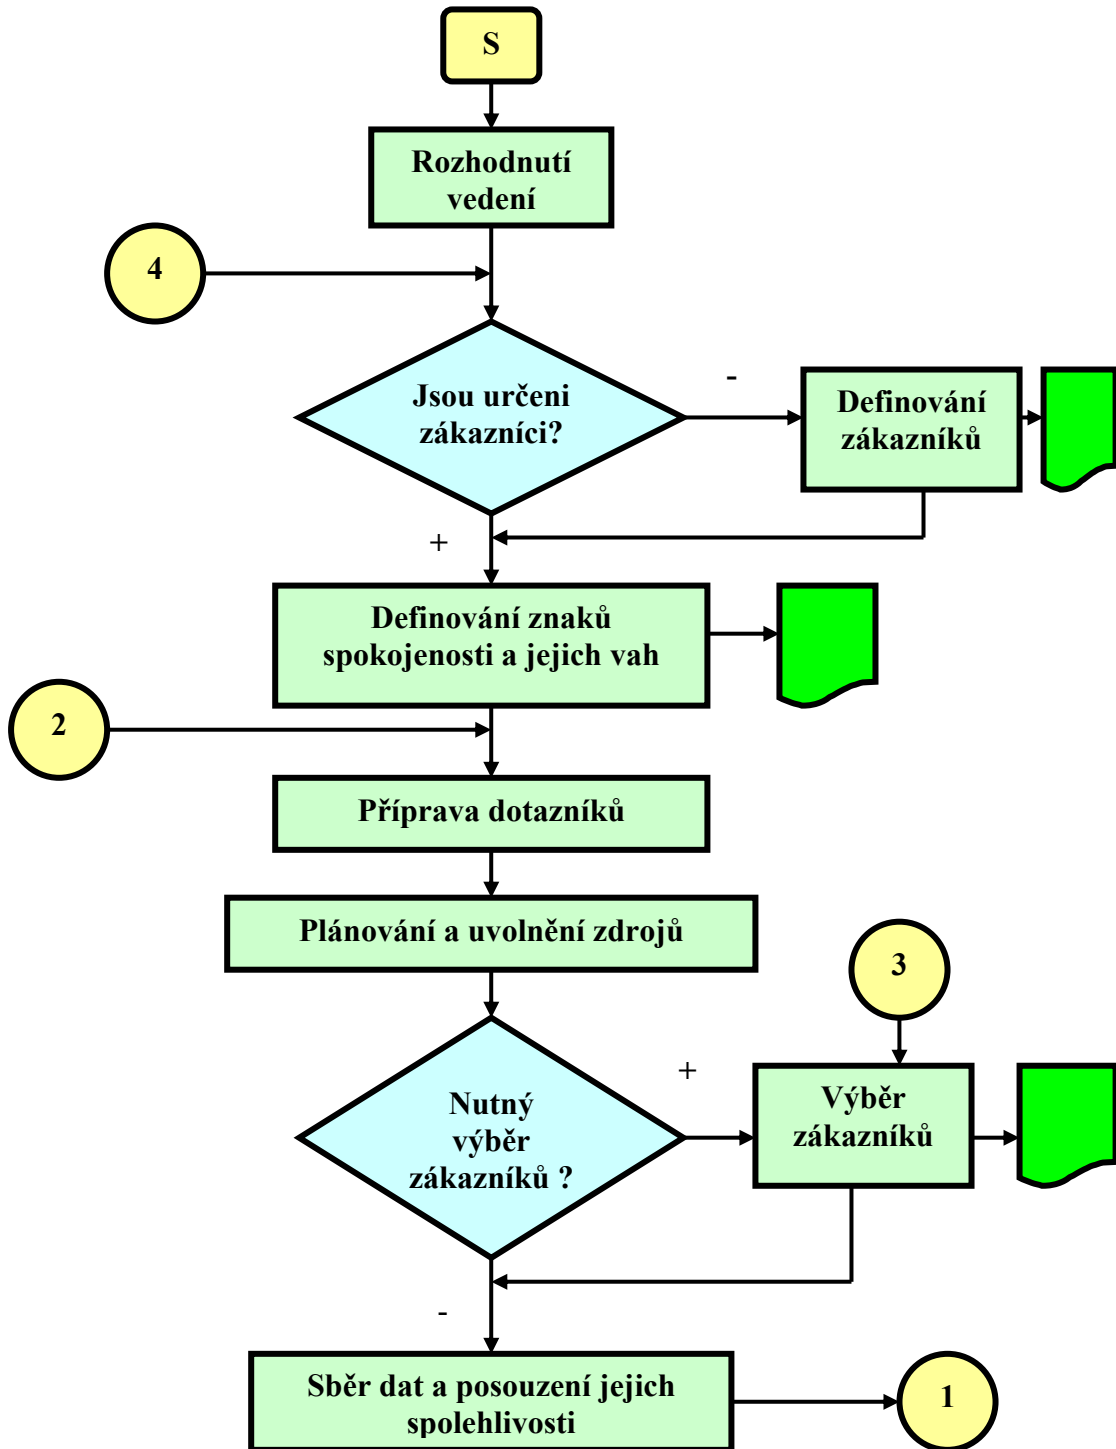 S
Rozhodnutí
vedení
4
Jsou určeni
zákazníci?
-
Definování
zákazníků
+
Definování znaků
spokojenosti a jejich vah
2
Příprava dotazníků
Plánování a uvolnění zdrojů
3
Nutný
výběr
zákazníků ?
+
Výběr
zákazníků
-
Sběr dat a posouzení jejich
spolehlivosti
1